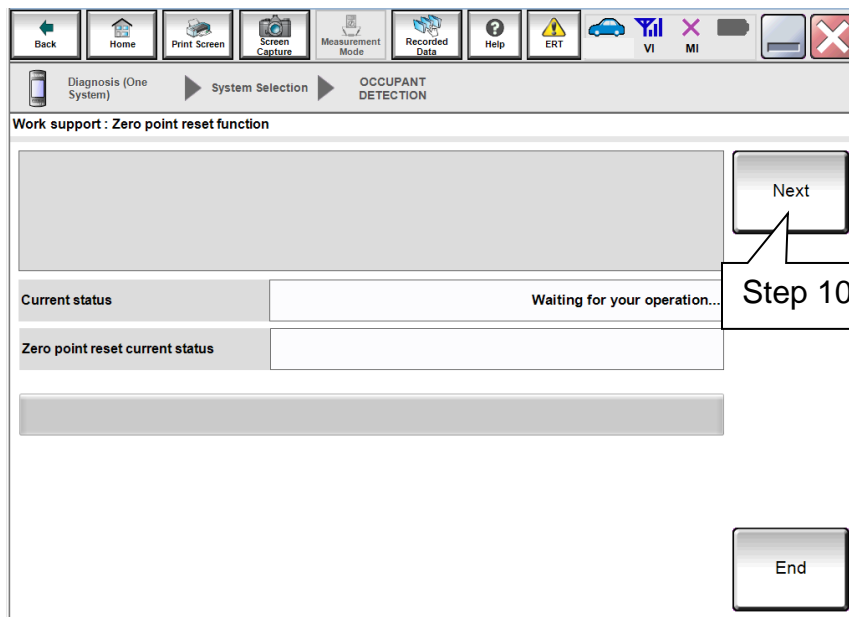 Back
Home
Print Screen
Screen
Capture
Measurement
Mode
Recorded
Data
Help
ERT
VI
MI
Diagnosis (One
System)
System Selection
OCCUPANT
DETECTION
Work support : Zero point reset function
Next
Step 10
Current status
Waiting for your operation...
Zero point reset current status
End